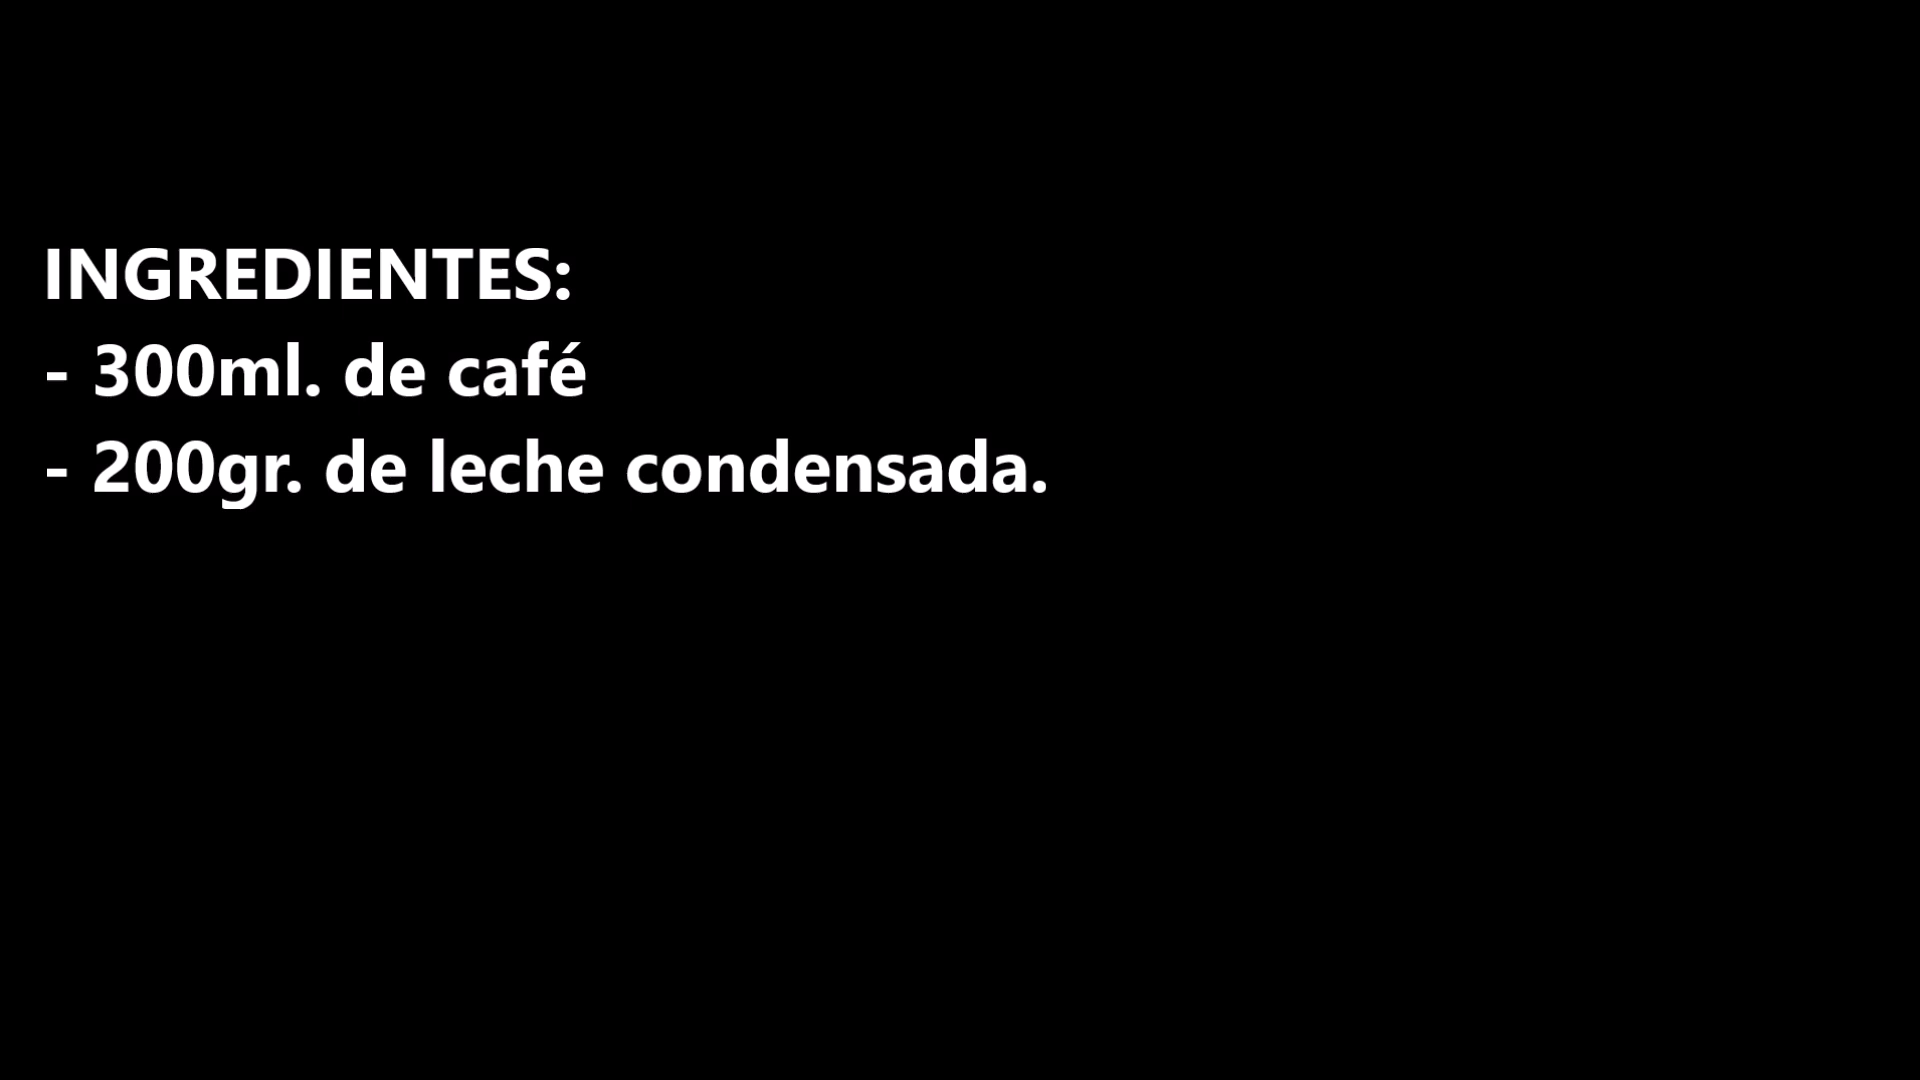 INGREDIENTES:
- 300ml. de café
- 200gr. de leche condensada.